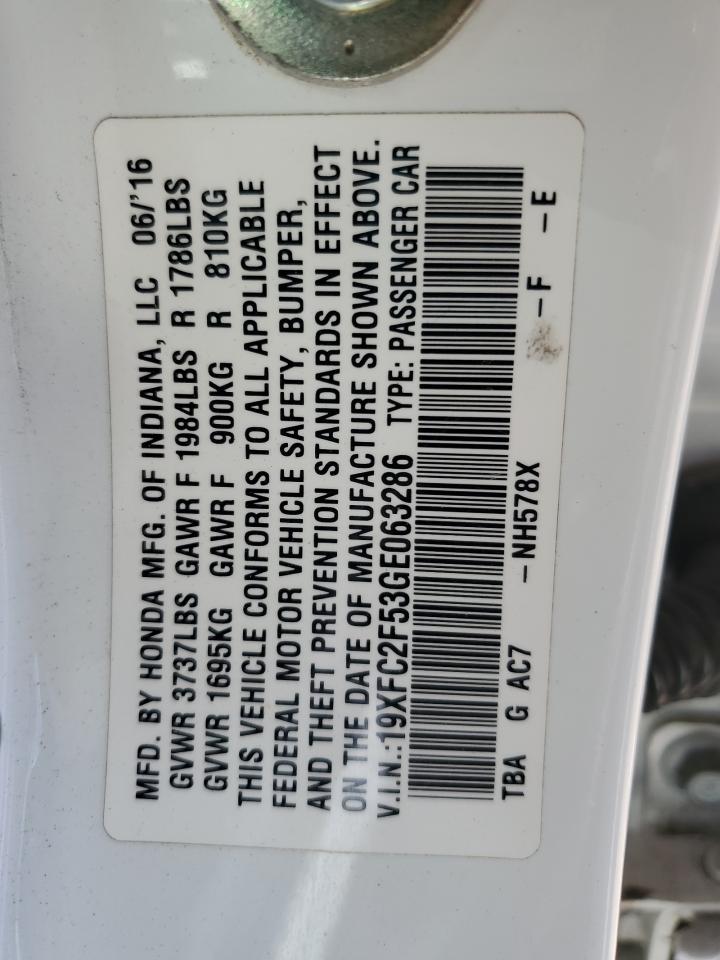 MFD. BY HONDA MFG. OF INDIANA, LLC 06/'16
GVWR 3737LBS GAWR F 1984LBS R 1786LBS
GVWR 1695KG GAWR F 900KG R 810KG
THIS VEHICLE CONFORMS TO ALL APPLICABLE
FEDERAL MOTOR VEHICLE SAFETY, BUMPER,
AND THEFT PREVENTION STANDARDS IN EFFECT
ON THE DATE OF MANUFACTURE SHOWN ABOVE.
V.I.N.:19XFC2F53GE063286 TYPE: PASSENGER CAR
TBA G AC7 -NH578X -F -E